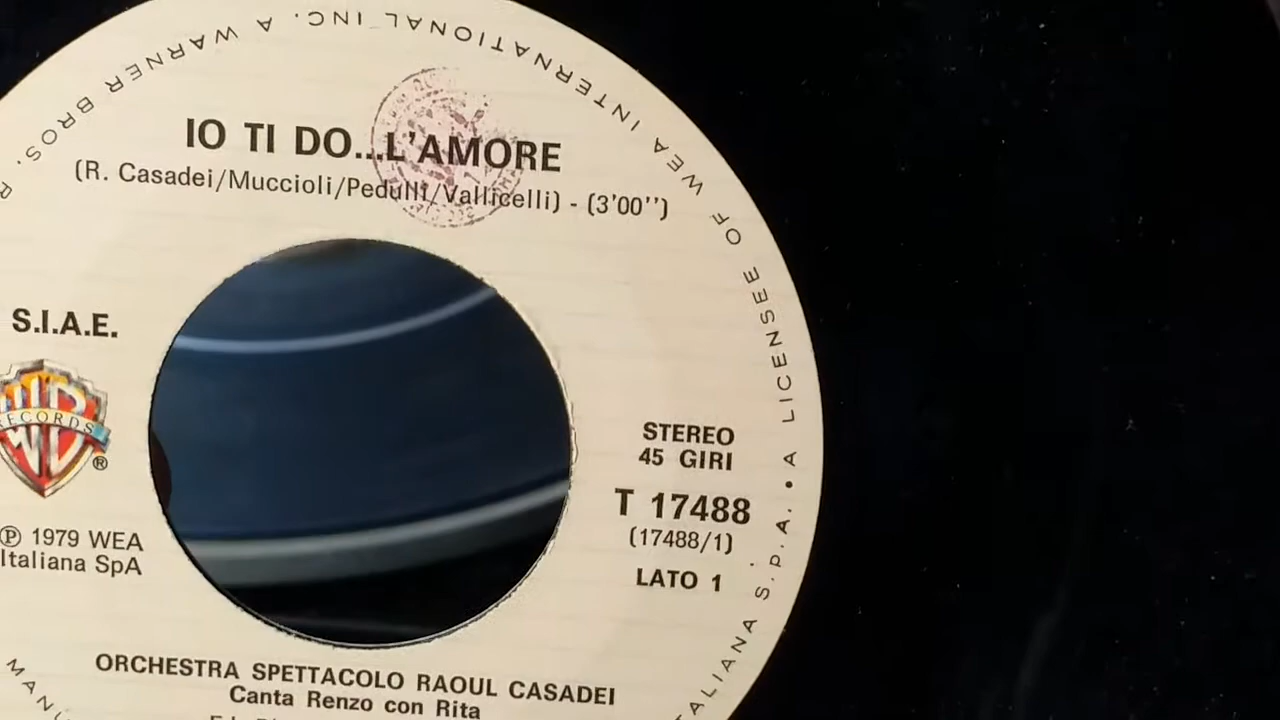 IO TI DO...L'AMORE
(R. Casadei/Muccioli/Pedulli/Vallicelli) - (3'00'')
S.I.A.E.
WB
RECORDS
®
Ⓟ 1979 WEA
Italiana SpA
STEREO
45 GIRI
T 17488
(17488/1)
LATO 1
ORCHESTRA SPETTACOLO RAOUL CASADEI
Canta Renzo con Rita
ALIANA S.p.A. • A LICENSEE OF WEA INTERNATIONAL INC. · A WARNER BROS.